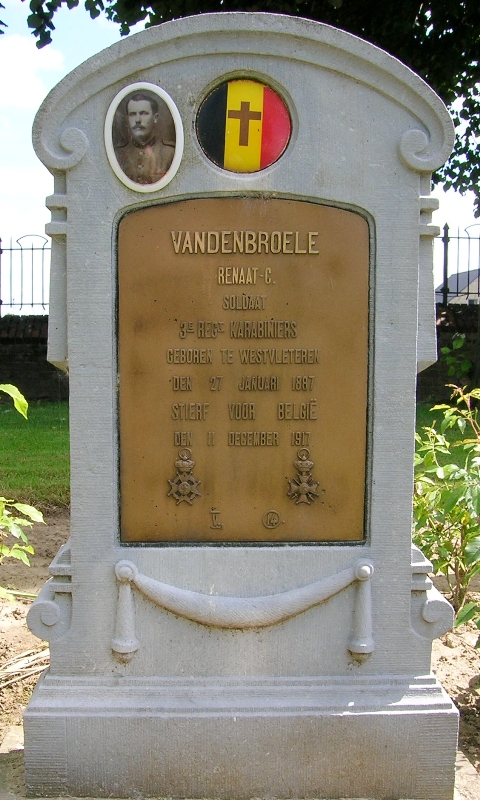 VANDENBROELE
RENAAT-C.
SOLDAAT
3E REGT KARABINIERS
GEBOREN TE WESTVLETEREN
DEN 27 JANUARI 1887
STIERF VOOR BELGIË
DEN 11 DECEMBER 1917
14